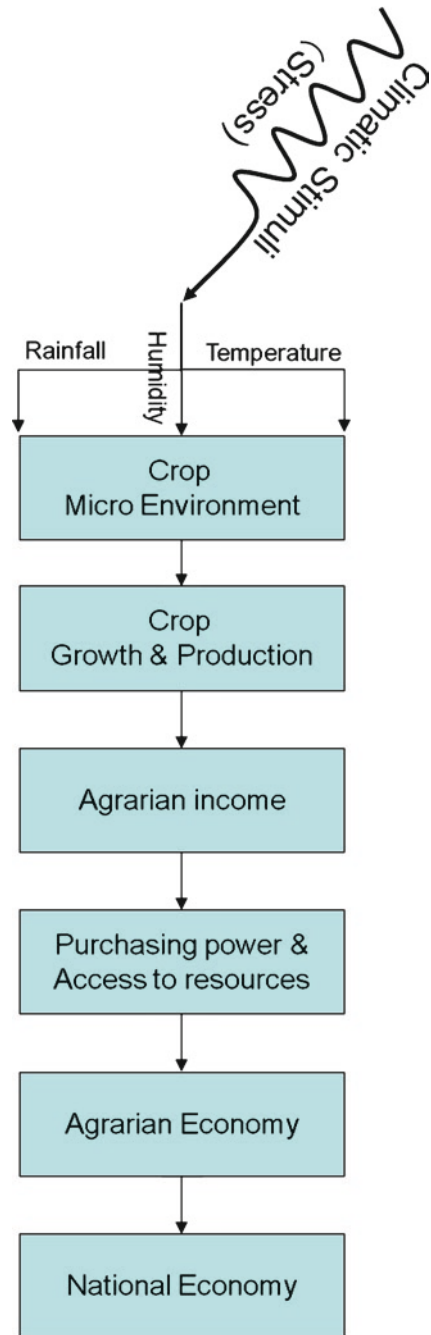 Climatic Stimuli
(Stress)
Rainfall
Humidity
Temperature
Crop
Micro Environment
Crop
Growth & Production
Agrarian income
Purchasing power &
Access to resources
Agrarian Economy
National Economy